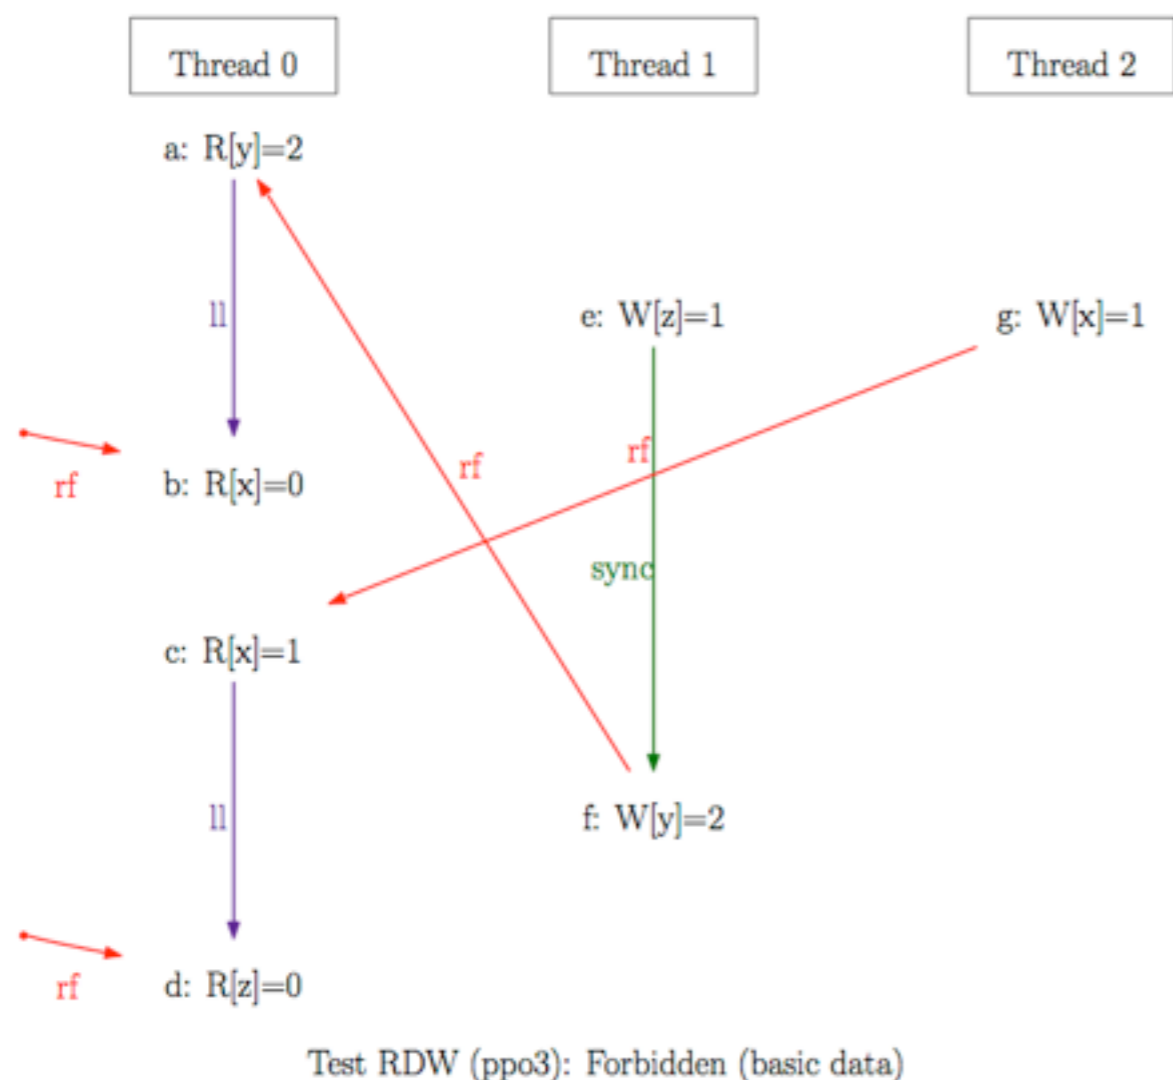 Thread 0 Thread 1 Thread 2
a: R[y]=2
ll e: W[z]=1 g: W[x]=1
rf rf
rf b: R[x]=0
sync
c: R[x]=1
ll f: W[y]=2
rf d: R[z]=0
Test RDW (ppo3): Forbidden (basic data)